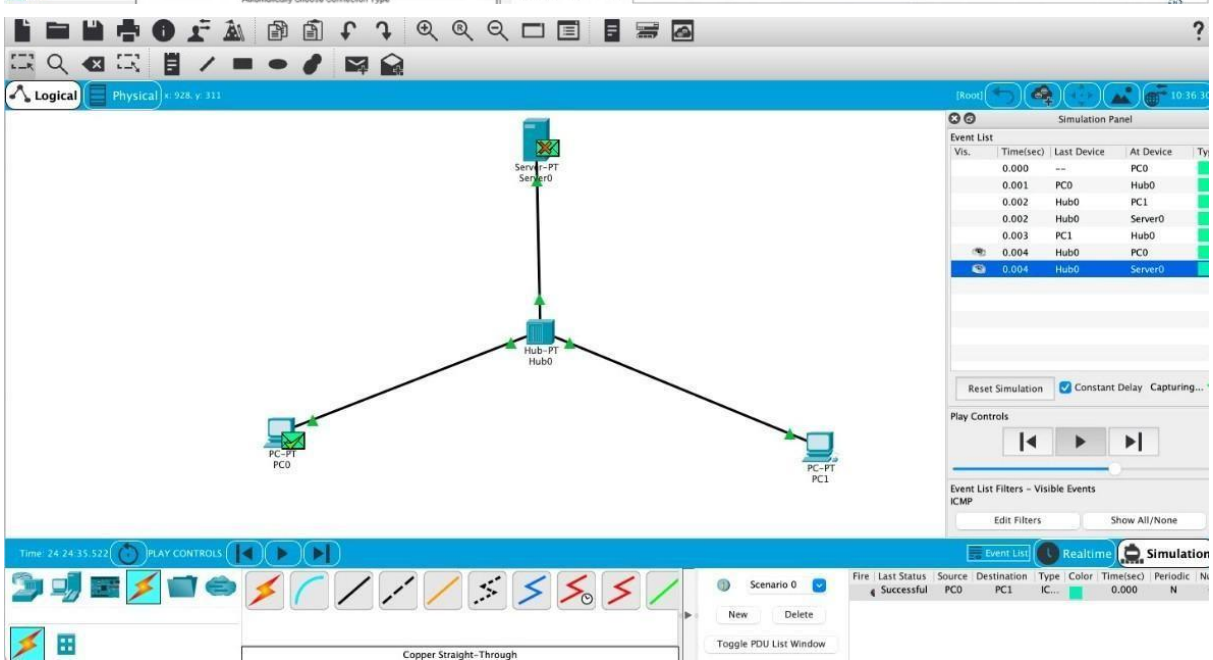 Automatically Choose Connection Type
?
Logical
Physical
x: 928, y: 311
[Root]
10:36:30
Server-PT
Server0
Hub-PT
Hub0
PC-PT
PC0
PC-PT
PC1
Simulation Panel
Event List
Vis. Time(sec) Last Device At Device Ty
0.000 -- PC0
0.001 PC0 Hub0
0.002 Hub0 PC1
0.002 Hub0 Server0
0.003 PC1 Hub0
0.004 Hub0 PC0
0.004 Hub0 Server0
Reset Simulation Constant Delay Capturing...
Play Controls
Event List Filters - Visible Events
ICMP
Edit Filters Show All/None
Time: 24:24:35.522 PLAY CONTROLS
Event List Realtime Simulation
Scenario 0
New Delete
Toggle PDU List Window
Copper Straight-Through
Fire Last Status Source Destination Type Color Time(sec) Periodic Nu
Successful PC0 PC1 IC... 0.000 N